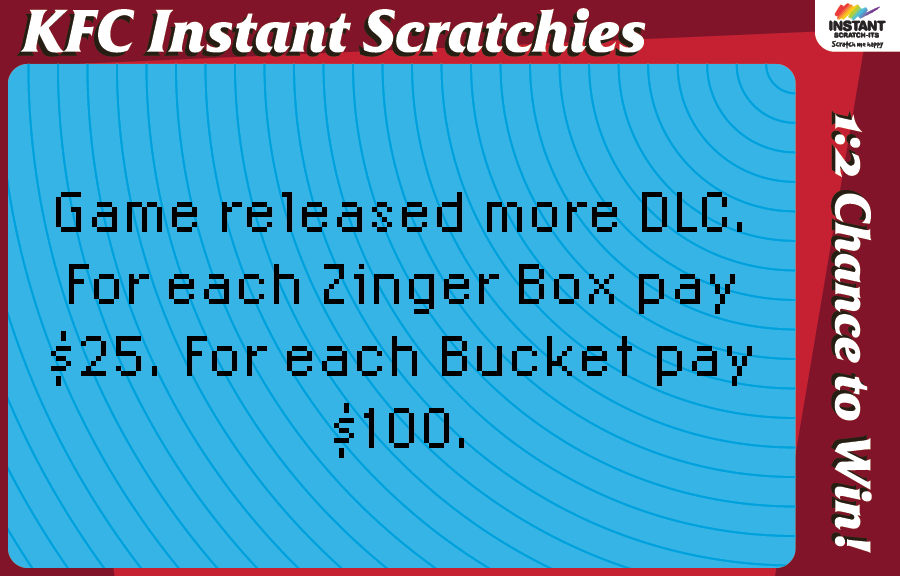 KFC Instant Scratchies
INSTANT
SCRATCH-ITS
Scratch me happy
Game released more DLC.
For each Zinger Box pay
$25. For each Bucket pay
$100.
1:2 Chance to Win!